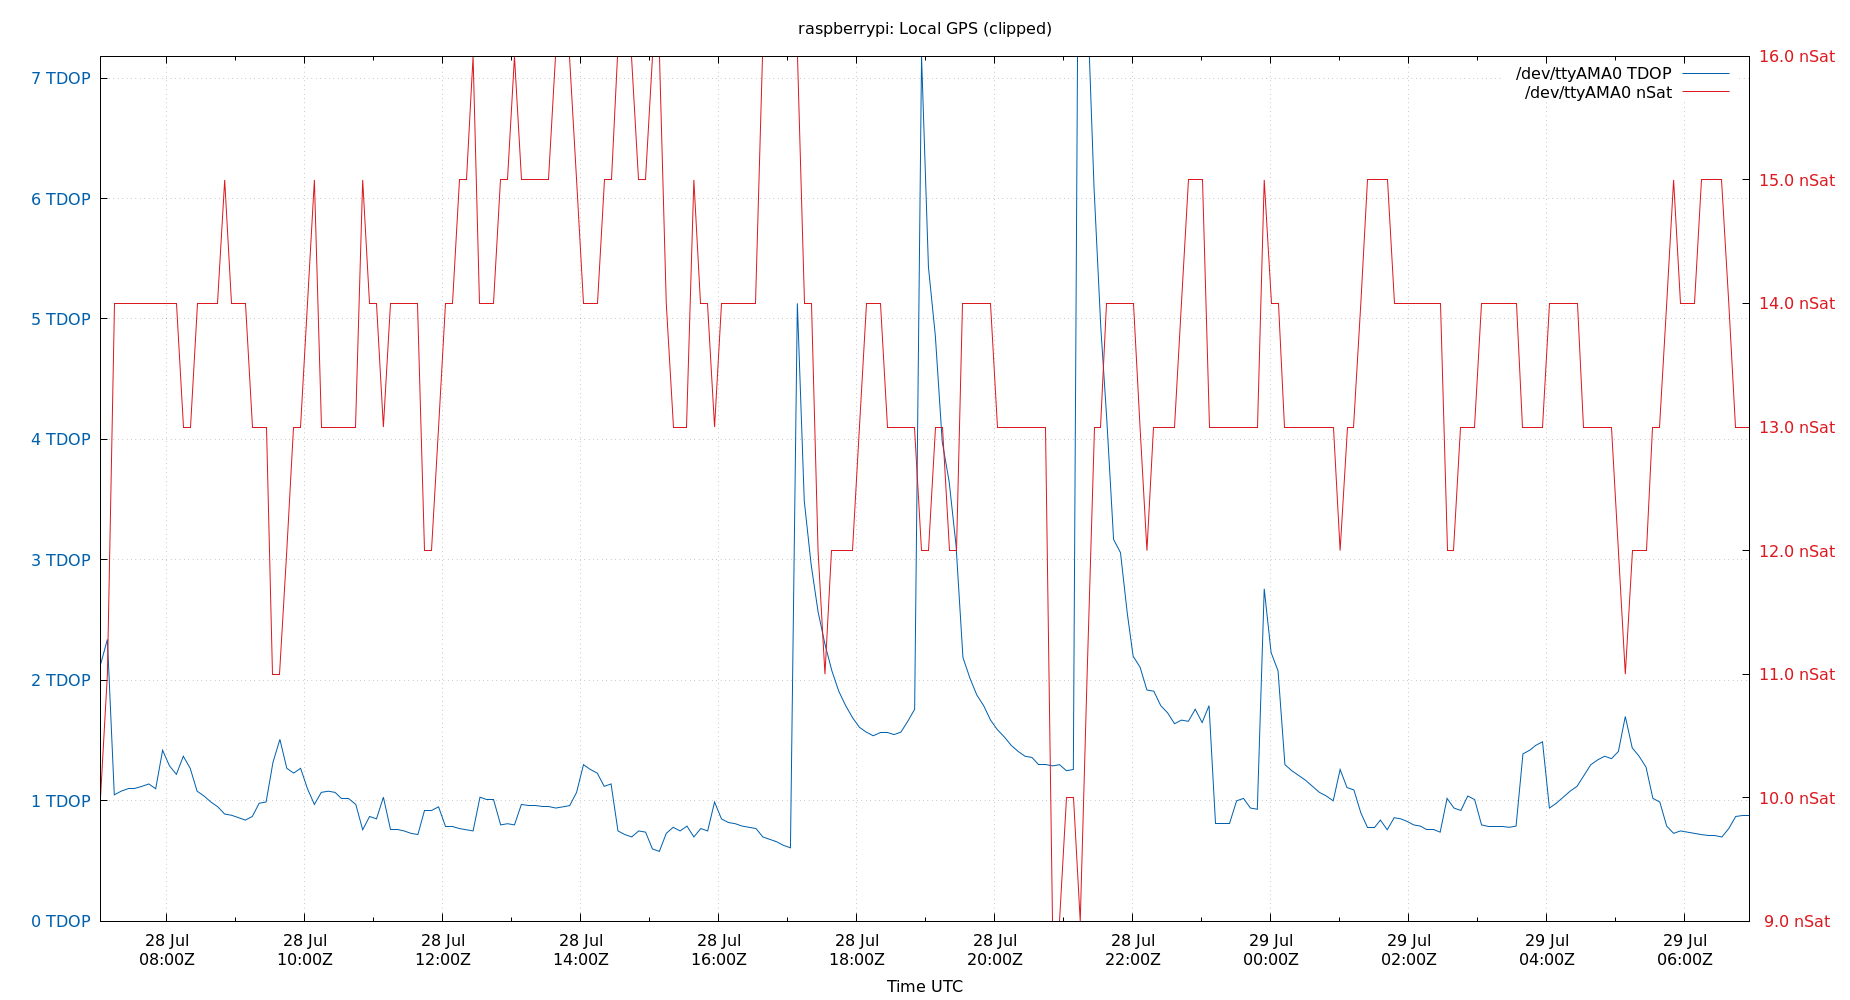 raspberrypi: Local GPS (clipped)
/dev/ttyAMA0 TDOP
/dev/ttyAMA0 nSat
7 TDOP
6 TDOP
5 TDOP
4 TDOP
3 TDOP
2 TDOP
1 TDOP
0 TDOP
16.0 nSat
15.0 nSat
14.0 nSat
13.0 nSat
12.0 nSat
11.0 nSat
10.0 nSat
9.0 nSat
28 Jul
08:00Z
28 Jul
10:00Z
28 Jul
12:00Z
28 Jul
14:00Z
28 Jul
16:00Z
28 Jul
18:00Z
28 Jul
20:00Z
28 Jul
22:00Z
29 Jul
00:00Z
29 Jul
02:00Z
29 Jul
04:00Z
29 Jul
06:00Z
Time UTC